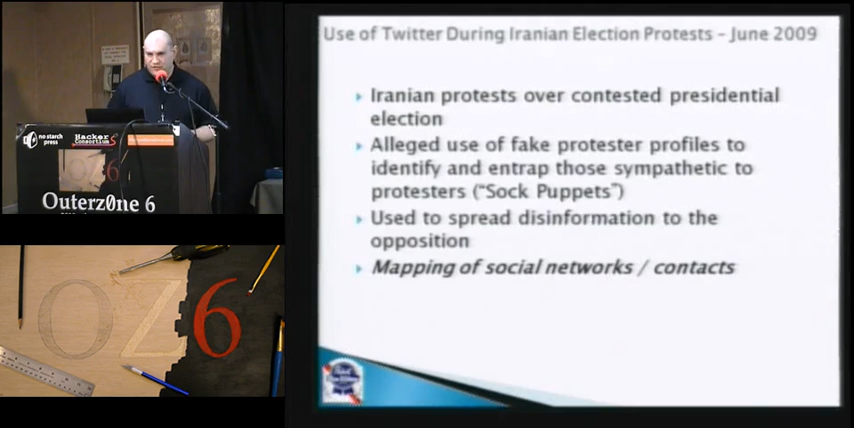 no starch
press
Hacker
Consortium
Outerz0ne 6
OZ6
Use of Twitter During Iranian Election Protests – June 2009
Iranian protests over contested presidential
election
Alleged use of fake protester profiles to
identify and entrap those sympathetic to
protesters (“Sock Puppets”)
Used to spread disinformation to the
opposition
Mapping of social networks / contacts